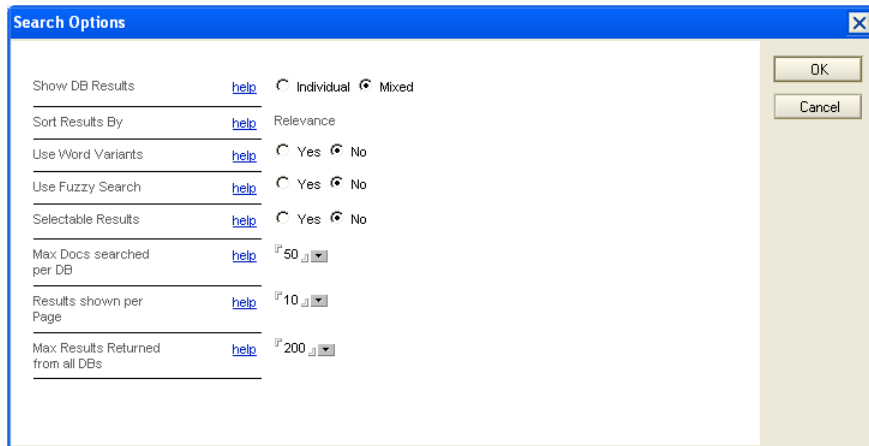 Search Options
OK
Cancel
Show DB Results help Individual Mixed
Sort Results By help Relevance
Use Word Variants help Yes No
Use Fuzzy Search help Yes No
Selectable Results help Yes No
Max Docs searched help 50
per DB
Results shown per help 10
Page
Max Results Returned help 200
from all DBs